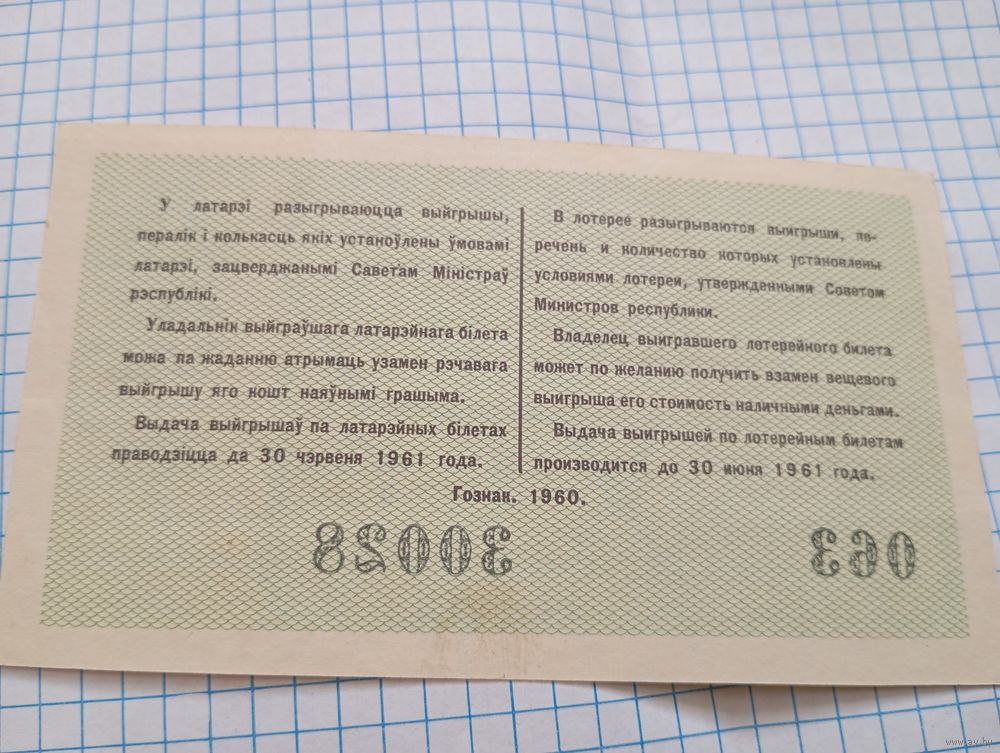 У латарэі разыгрываюцца выйгрышы,
пералік і колькасць якіх устаноўлены ўмовамі
латарэі, зацверджанымі Саветам Міністраў
рэспублікі.
Уладальнік выйграўшага латарэйнага білета
можа па жаданню атрымаць узамен рэчавага
выйгрышу яго кошт наяўнымі грашыма.
Выдача выйгрышаў па латарэйных білетах
праводзіцца да 30 чэрвеня 1961 года.
В лотерее разыгрываются выигрыши, пе-
речень и количество которых установлены
условиями лотереи, утвержденными Советом
Министров республики.
Владелец выигравшего лотерейного билета
может по желанию получить взамен вещевого
выигрыша его стоимость наличными деньгами.
Выдача выигрышей по лотерейным билетам
производится до 30 июня 1961 года.
Гознак. 1960.
063 30028
www.ay.by